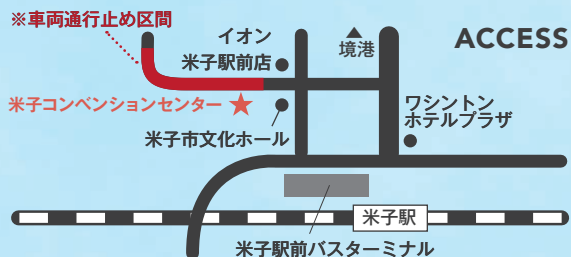 ※車両通行止め区間
イオン
米子駅前店
境港
ACCESS
米子コンベンションセンター
米子市文化ホール
ワシントン
ホテルプラザ
米子駅
米子駅前バスターミナル